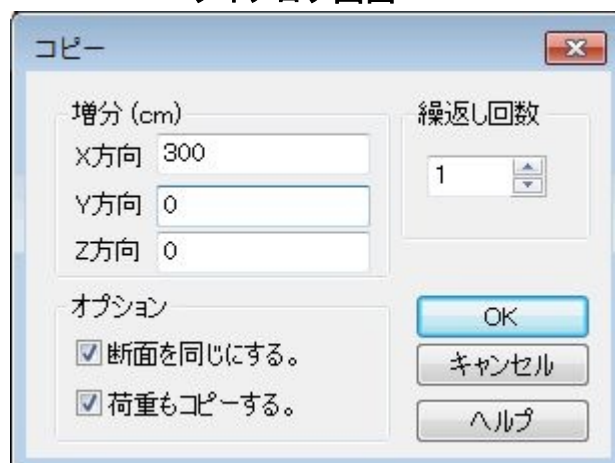 コピー
増分(cm)
X方向 300
Y方向 0
Z方向 0
繰返し回数
1
オプション
断面を同じにする。
荷重もコピーする。
OK
キャンセル
ヘルプ